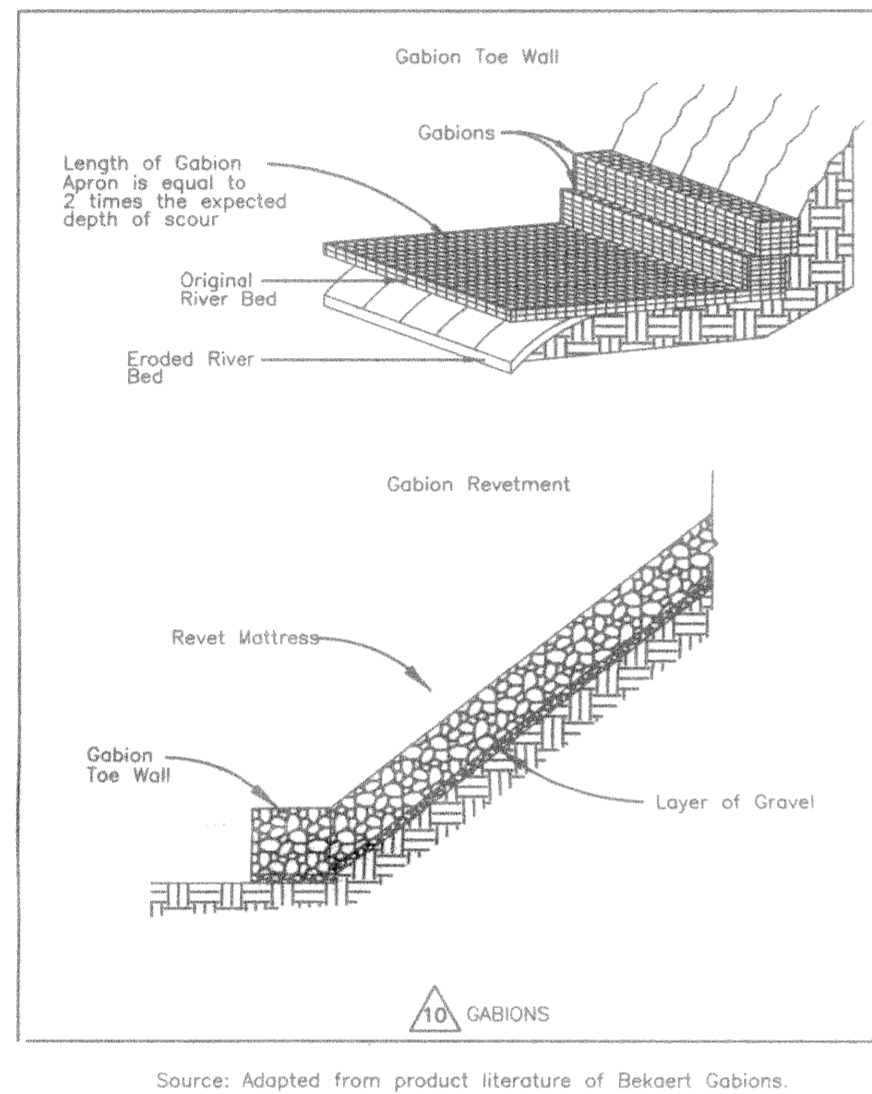 Gabion Toe Wall
Gabions
Length of Gabion
Apron is equal to
2 times the expected
depth of scour
Original
River Bed
Eroded River
Bed
Gabion Revetment
Revet Mattress
Gabion
Toe Wall
Layer of Gravel
10 GABIONS
Source: Adapted from product literature of Bekaert Gabions.